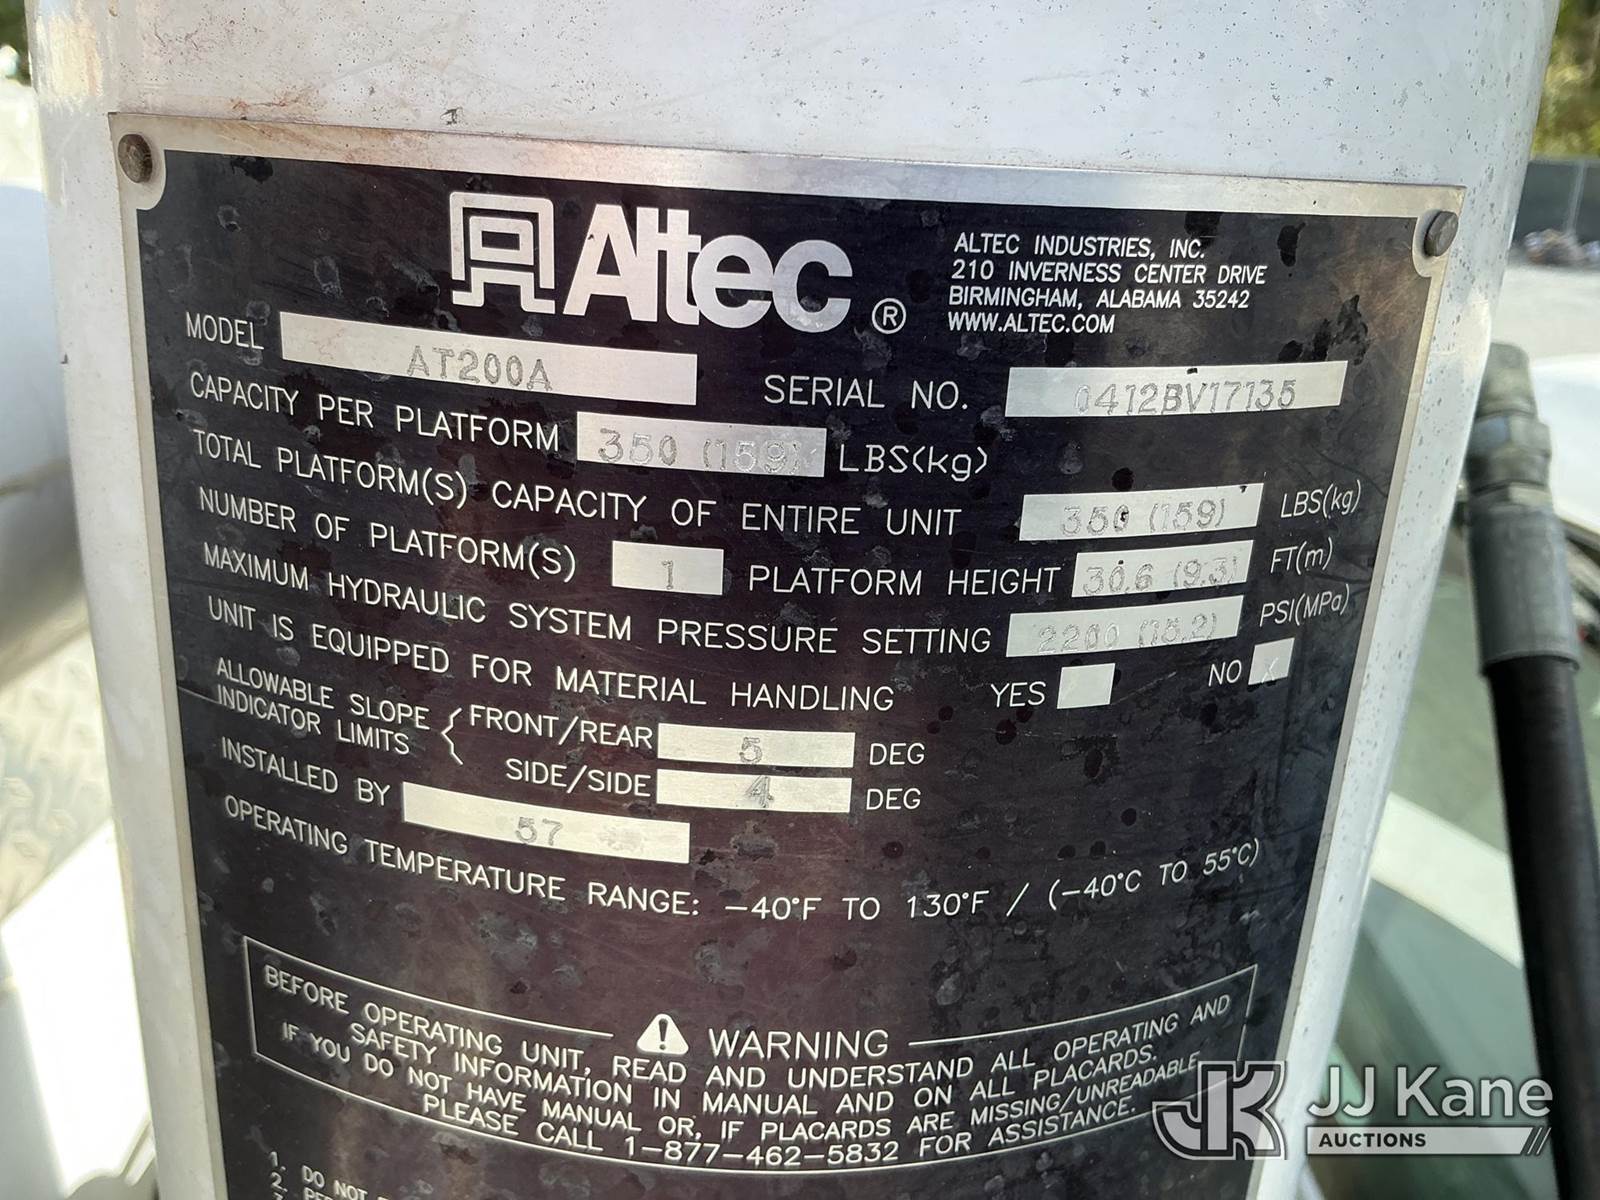 Altec ®
ALTEC INDUSTRIES, INC.
210 INVERNESS CENTER DRIVE
BIRMINGHAM, ALABAMA 35242
WWW.ALTEC.COM
MODEL AT200A
SERIAL NO. 0412BV17135
CAPACITY PER PLATFORM 350 (159) LBS(kg)
TOTAL PLATFORM(S) CAPACITY OF ENTIRE UNIT 350 (159) LBS(kg)
NUMBER OF PLATFORM(S) 1 PLATFORM HEIGHT 30.6 (9.3) FT(m)
MAXIMUM HYDRAULIC SYSTEM PRESSURE SETTING 2200 (15.2) PSI(MPa)
UNIT IS EQUIPPED FOR MATERIAL HANDLING YES NO X
ALLOWABLE SLOPE
INDICATOR LIMITS
FRONT/REAR 5 DEG
SIDE/SIDE 4 DEG
INSTALLED BY 57
OPERATING TEMPERATURE RANGE: -40°F TO 130°F / (-40°C TO 55°C)
! WARNING
BEFORE OPERATING UNIT, READ AND UNDERSTAND ALL OPERATING AND
SAFETY INFORMATION IN MANUAL AND ON ALL PLACARDS.
IF YOU DO NOT HAVE MANUAL OR, IF PLACARDS ARE MISSING/UNREADABLE
PLEASE CALL 1-877-462-5832 FOR ASSISTANCE.
1. DO NOT
2.
JK JJ Kane
AUCTIONS